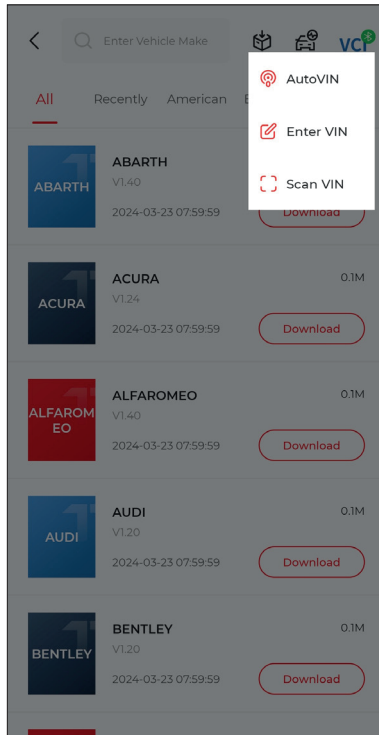 Enter Vehicle Make
VCI
All Recently American E
AutoVIN
Enter VIN
Scan VIN
ABARTH
ABARTH
V1.40
2024-03-23 07:59:59
Download
ACURA
ACURA
0.1M
V1.24
2024-03-23 07:59:59
Download
ALFAROM
EO
ALFAROMEO
0.1M
V1.40
2024-03-23 07:59:59
Download
AUDI
AUDI
0.1M
V1.20
2024-03-23 07:59:59
Download
BENTLEY
BENTLEY
0.1M
V1.20
2024-03-23 07:59:59
Download